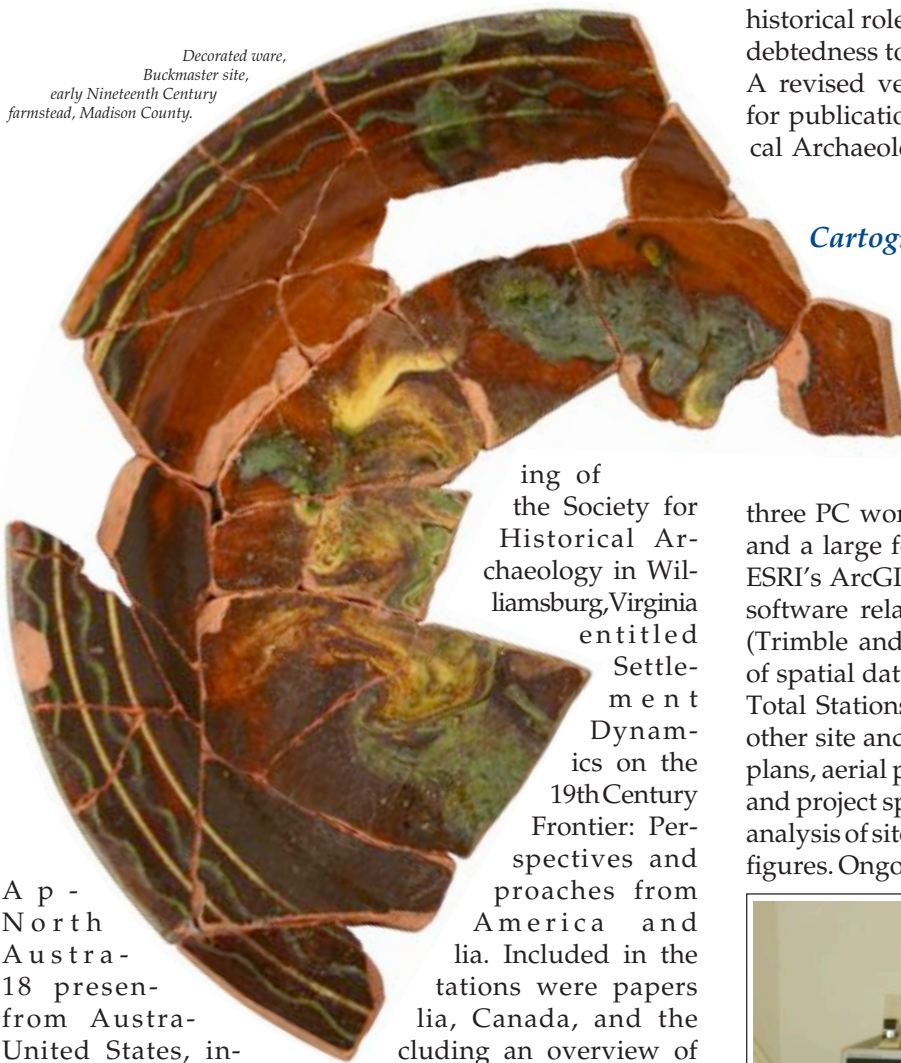 Decorated ware,
Buckmaster site,
early Nineteenth Century
farmstead, Madison County.
ing of
the Society for
Historical Ar-
chaeology in Wil-
liamsburg, Virginia
entitled
Settle-
ment
Dynam-
ics on the
19th Century
Frontier: Per-
spectives and
Ap- proaches from
North America and
Austra- lia. Included in the
18 presen- tations were papers
from Austra- lia, Canada, and the
United States, in- cluding an overview of
historical role
debtedness to
A revised ve
for publicatio
cal Archaeol
Cartog
three PC wor
and a large f
ESRI's ArcGI
software rela
(Trimble and
of spatial dat
Total Stations
other site and
plans, aerial p
and project sp
analysis of site
figures. Ongo